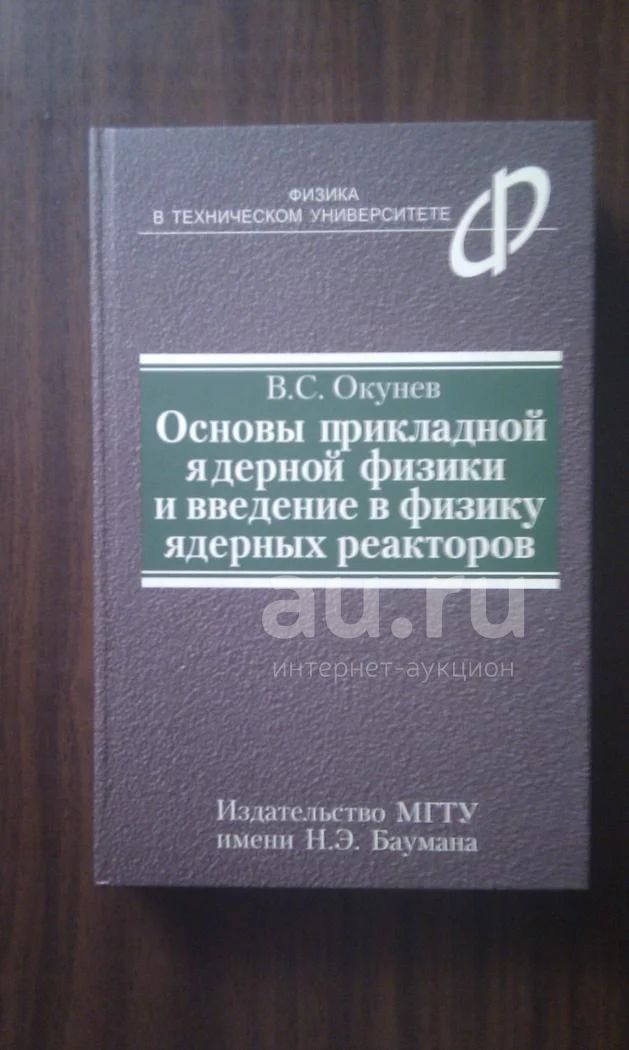 ФИЗИКА
В ТЕХНИЧЕСКОМ УНИВЕРСИТЕТЕ
Ф
В.С. Окунев
Основы прикладной
ядерной физики
и введение в физику
ядерных реакторов
au.ru
интернет-аукцион
Издательство МГТУ
имени Н.Э. Баумана